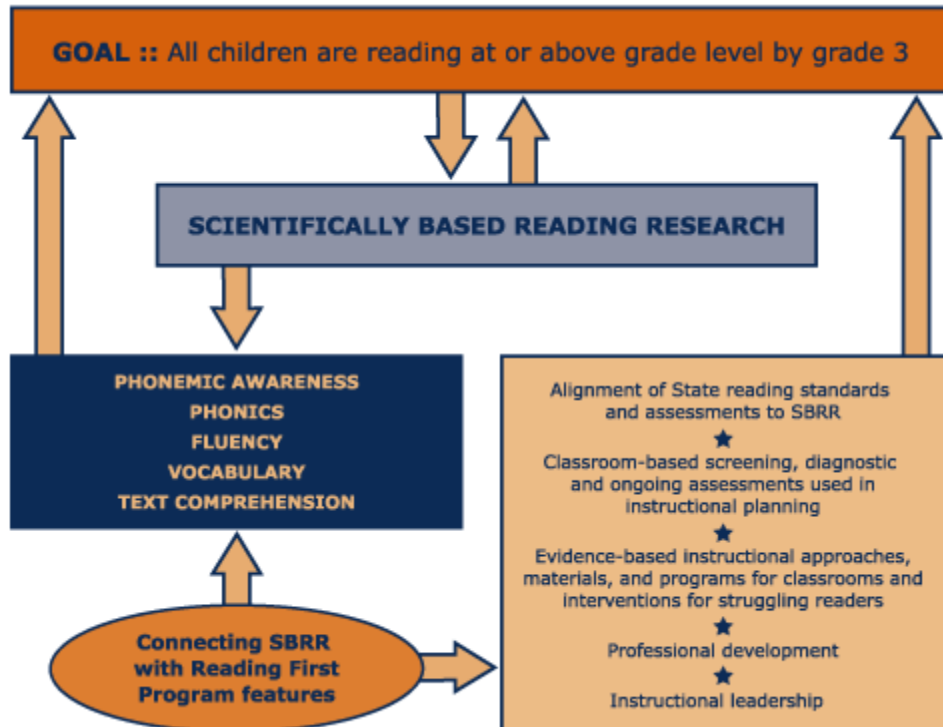 GOAL :: All children are reading at or above grade level by grade 3
SCIENTIFICALLY BASED READING RESEARCH
PHONEMIC AWARENESS
PHONICS
FLUENCY
VOCABULARY
TEXT COMPREHENSION
Connecting SBRR
with Reading First
Program features
Alignment of State reading standards
and assessments to SBRR
Classroom-based screening, diagnostic
and ongoing assessments used in
instructional planning
Evidence-based instructional approaches,
materials, and programs for classrooms and
interventions for struggling readers
Professional development
Instructional leadership